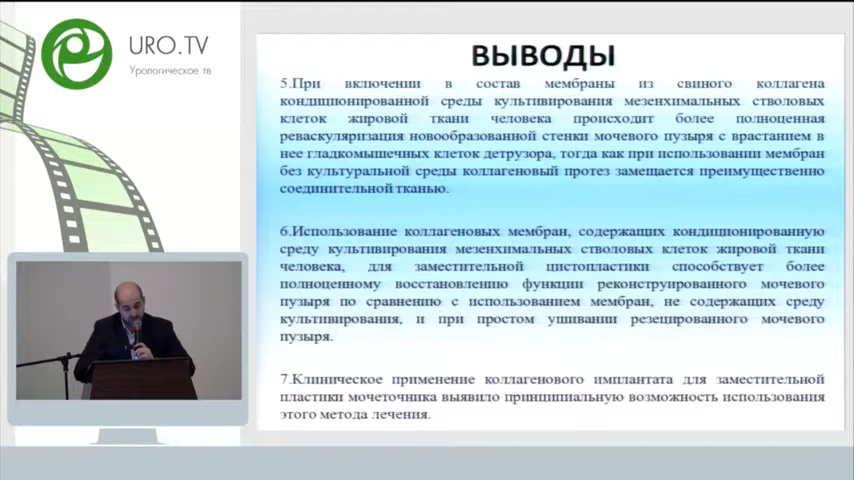 URO.TV
Урологическое тв
ВЫВОДЫ
5.При включении в состав мембраны из свиного коллагена
кондиционированной среды культивирования мезенхимальных стволовых
клеток жировой ткани человека происходит более полноценная
реваскуляризация новообразованной стенки мочевого пузыря с врастанием в
нее гладкомышечных клеток детрузора, тогда как при использовании мембран
без культуральной среды коллагеновый протез замещается преимущественно
соединительной тканью.
6.Использование коллагеновых мембран, содержащих кондиционированную
среду культивирования мезенхимальных стволовых клеток жировой ткани
человека, для заместительной цистопластики способствует более
полноценному восстановлению функции реконструированного мочевого
пузыря по сравнению с использованием мембран, не содержащих среду
культивирования, и при простом ушивании резецированного мочевого
пузыря.
7.Клиническое применение коллагенового имплантата для заместительной
пластики мочеточника выявило принципиальную возможность использования
этого метода лечения.